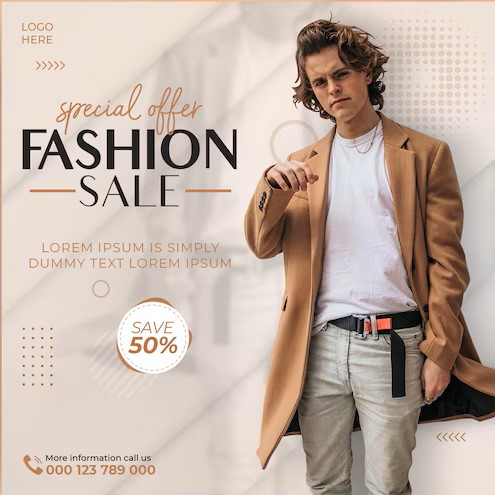 LOGO
HERE
special offer
FASHION
SALE
LOREM IPSUM IS SIMPLY
DUMMY TEXT LOREM IPSUM
SAVE
50%
More information call us
000 123 789 000